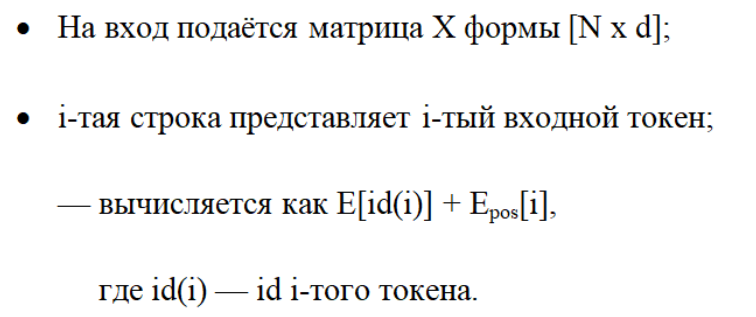 • На вход подаётся матрица X формы [N x d];
• i-тая строка представляет i-тый входной токен;
— вычисляется как E[id(i)] + Epos[i],
где id(i) — id i-того токена.